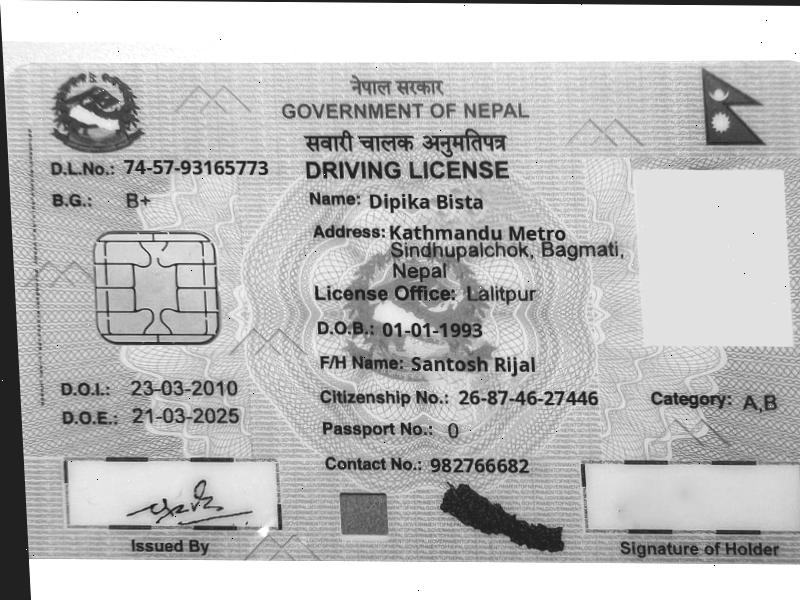 नेपाल सरकार
GOVERNMENT OF NEPAL
सवारी चालक अनुमतिपत्र
DRIVING LICENSE
D.L.No.: 74-57-93165773
B.G.: B+
Name: Dipika Bista
Address: Kathmandu Metro
Sindhupalchok, Bagmati,
Nepal
License Office: Lalitpur
D.O.B.: 01-01-1993
F/H Name: Santosh Rijal
D.O.I.: 23-03-2010
Citizenship No.: 26-87-46-27446
Category: A,B
D.O.E.: 21-03-2025
Passport No.: 0
Contact No.: 982766682
Issued By
Signature of Holder